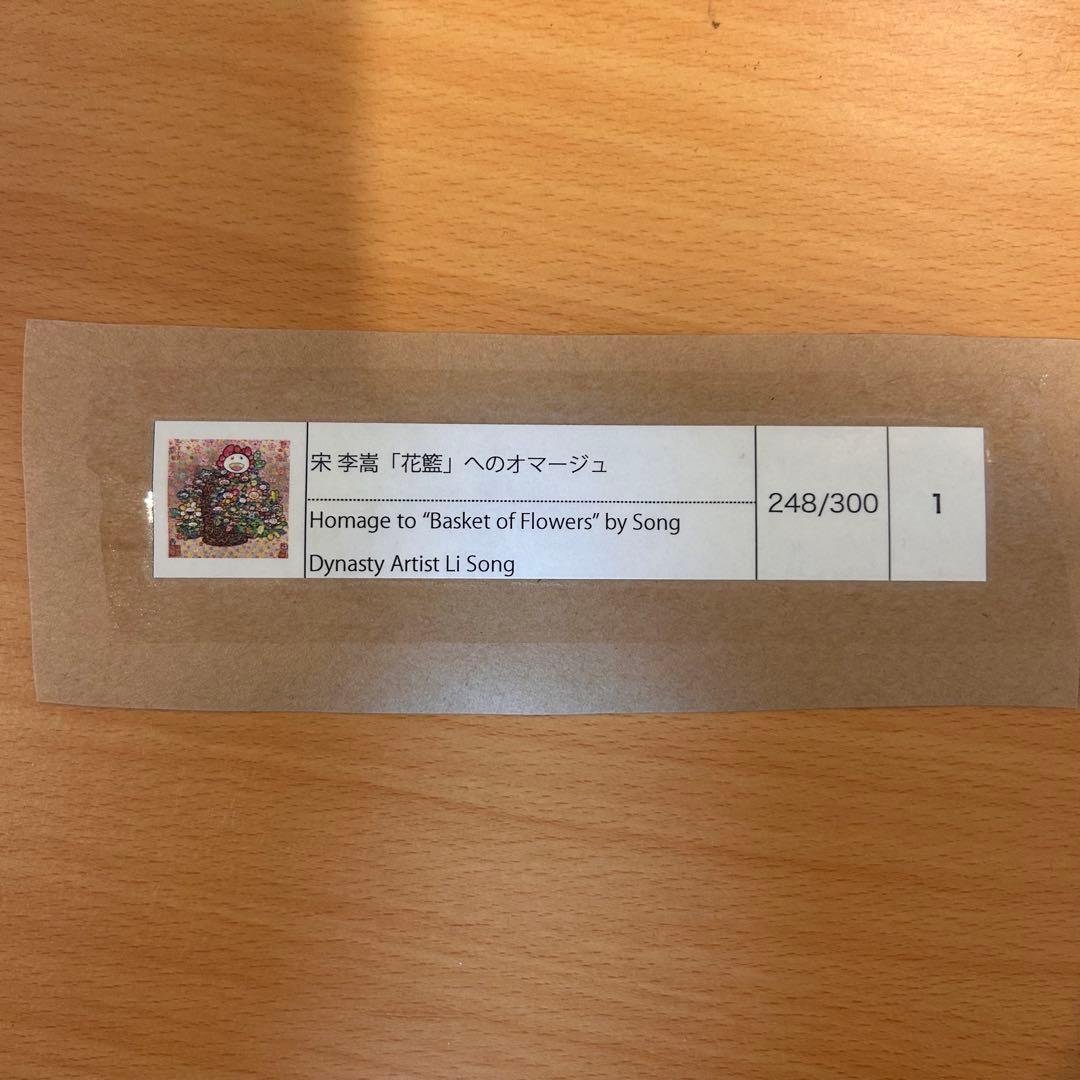 宋 李嵩「花籃」へのオマージュ
Homage to “Basket of Flowers” by Song
Dynasty Artist Li Song
248/300
1